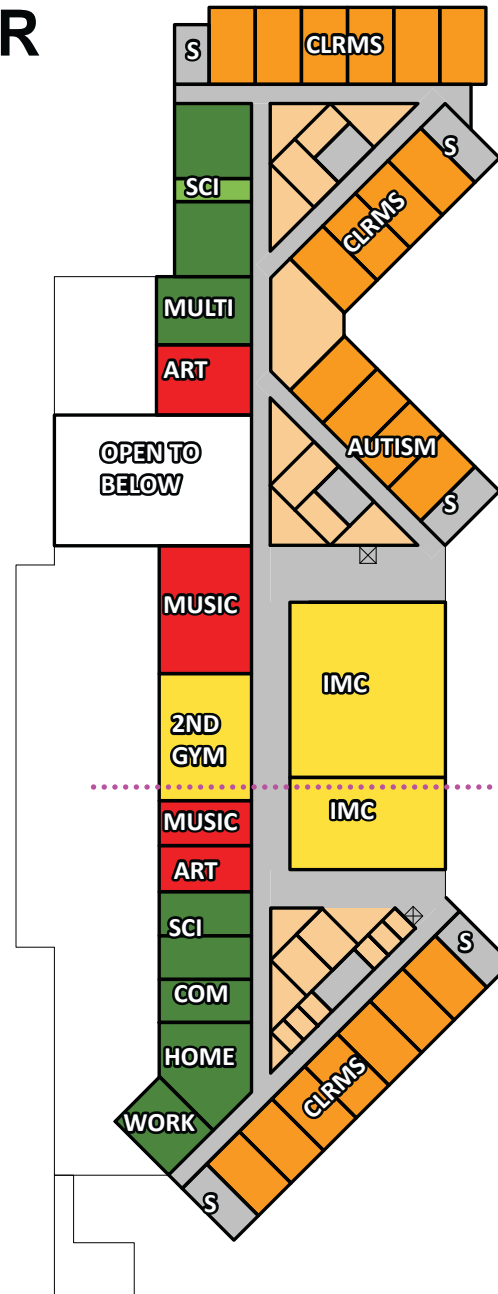 R
S
CLRMS
S
SCI
CLRMS
MULTI
ART
OPEN TO
BELOW
AUTISM
S
MUSIC
IMC
2ND
GYM
IMC
MUSIC
ART
SCI
S
COM
HOME
CLRMS
WORK
S